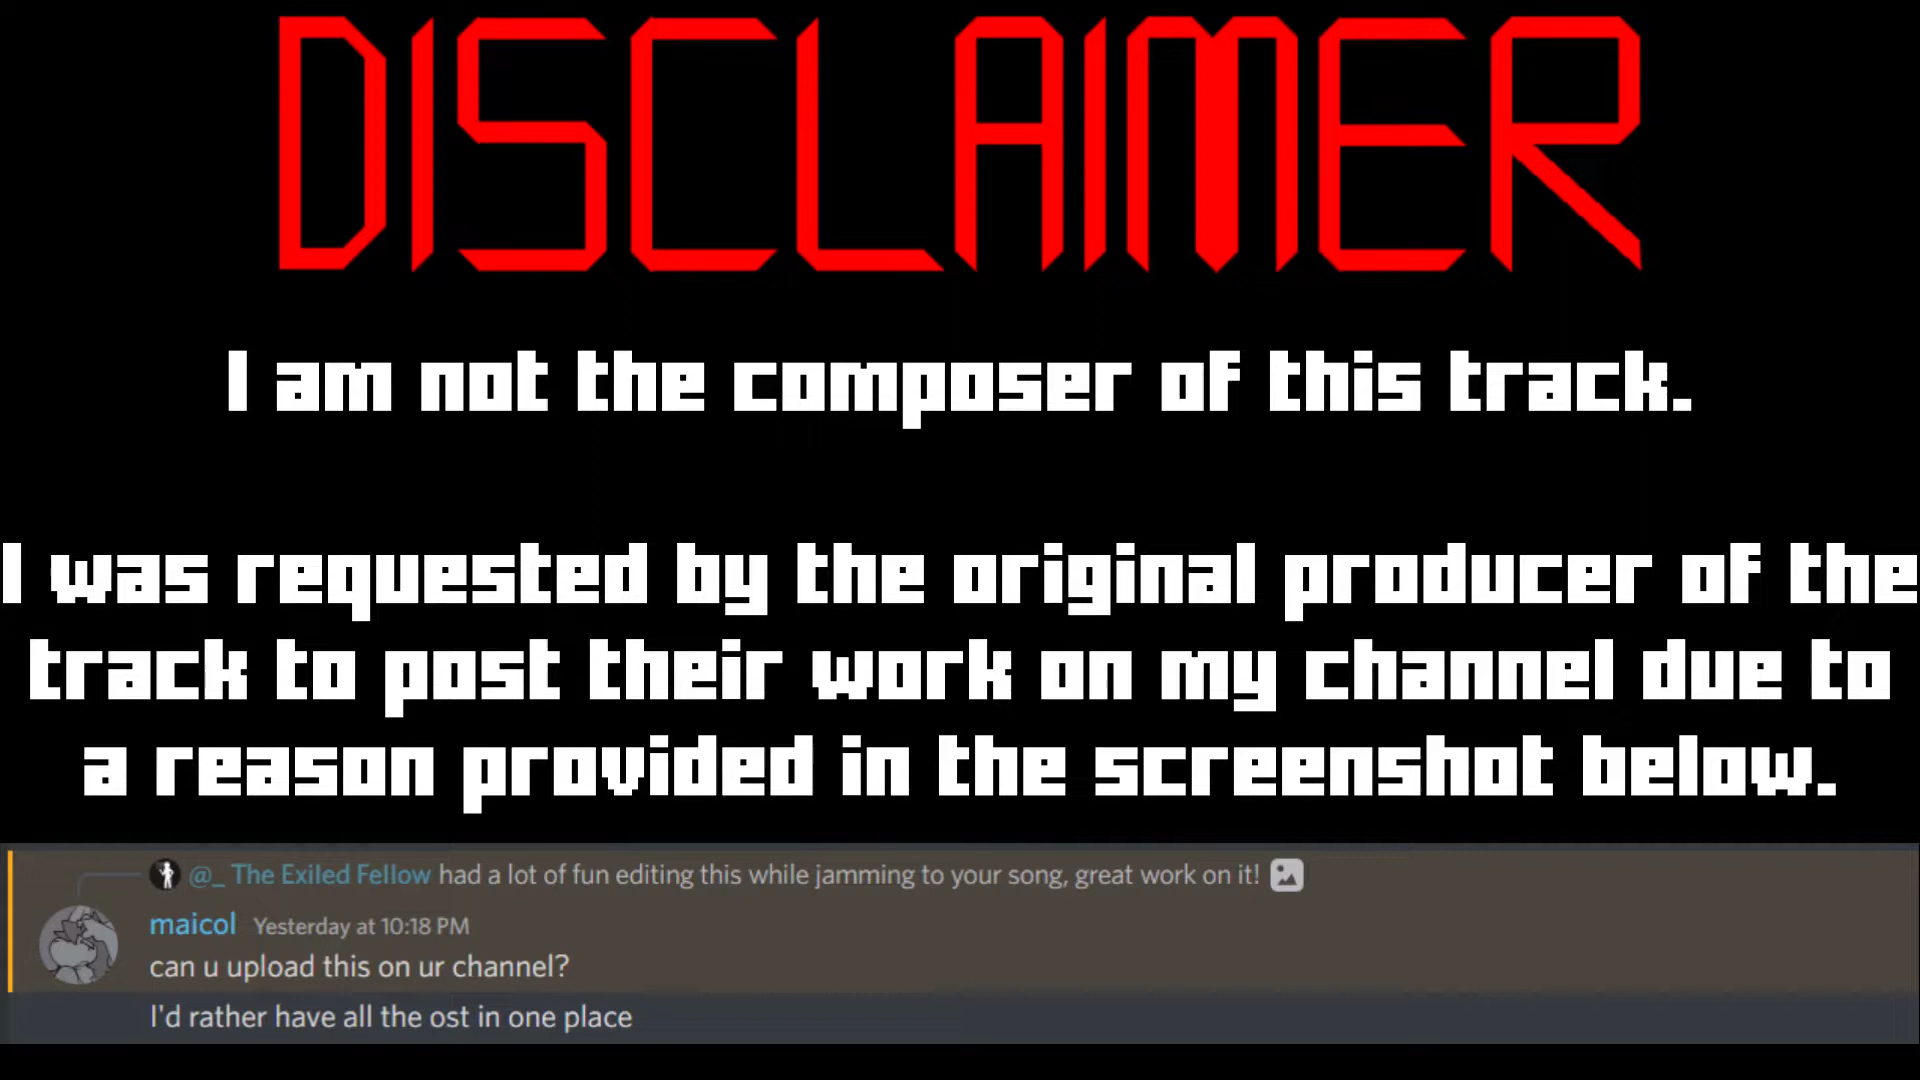 DISCLAIMER
I am not the composer of this track.
I was requested by the original producer of the
track to post their work on my channel due to
a reason provided in the screenshot below.
@_ The Exiled Fellow had a lot of fun editing this while jamming to your song, great work on it!
maicol Yesterday at 10:18 PM
can u upload this on ur channel?
I'd rather have all the ost in one place